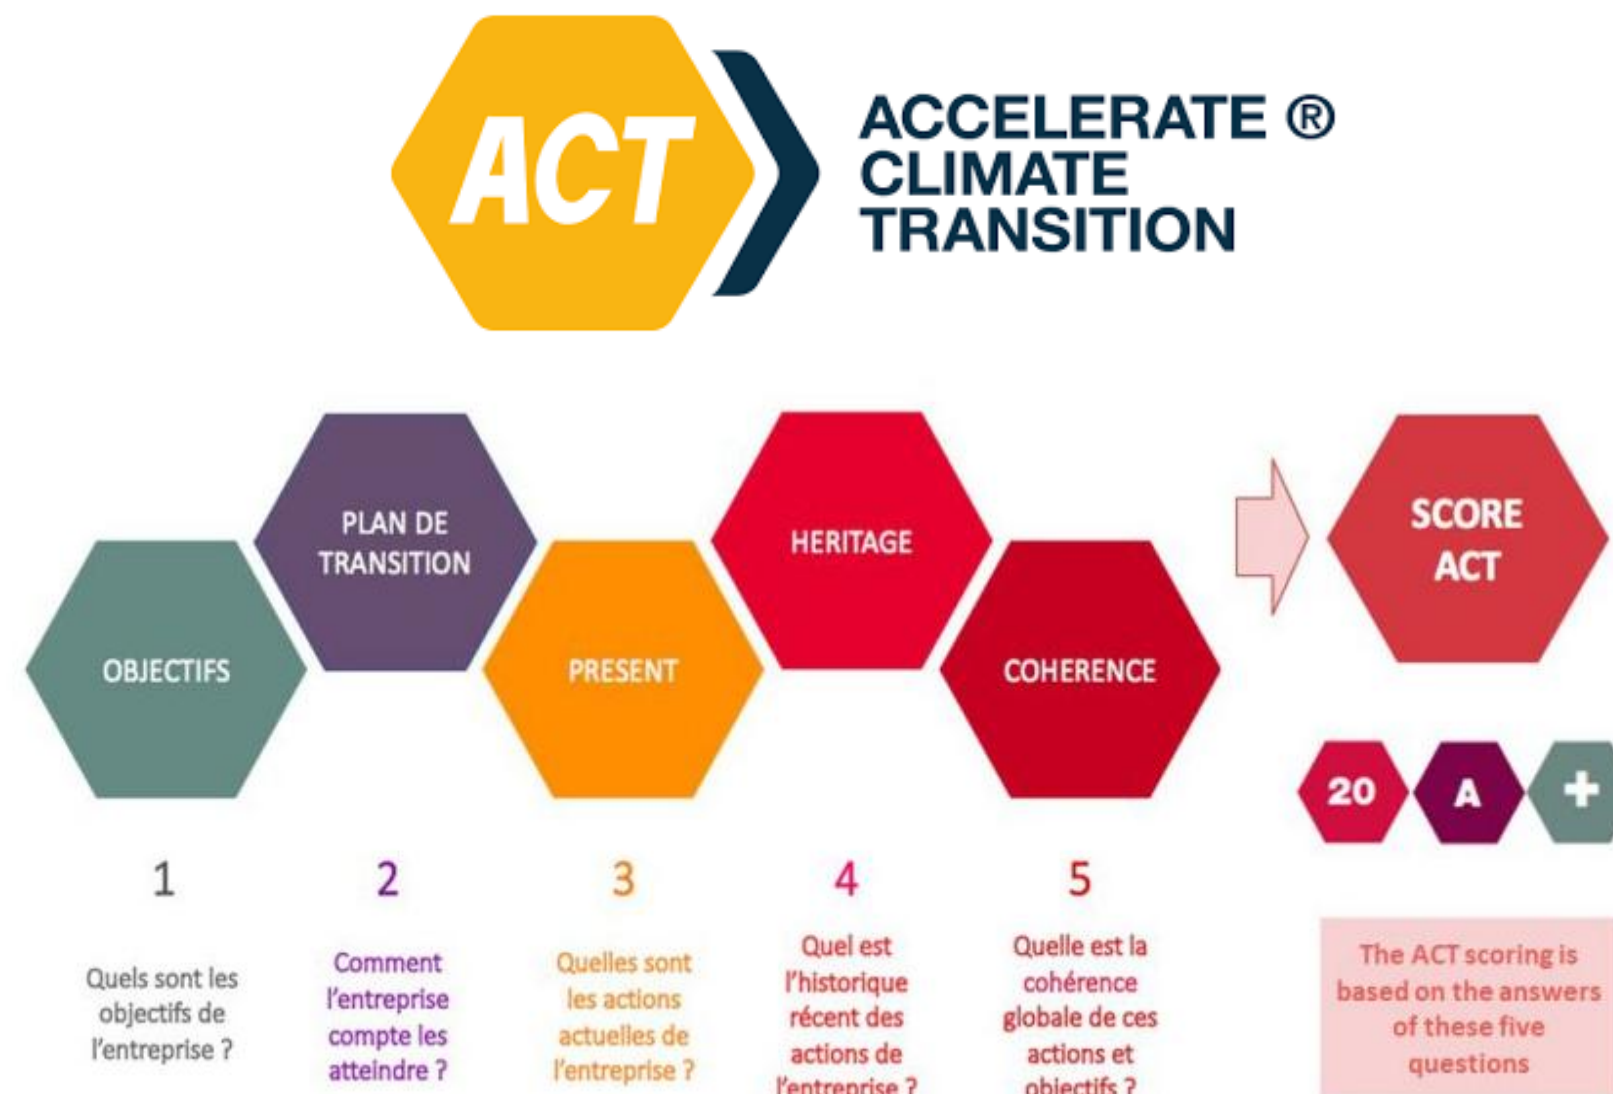 ACT
ACCELERATE ®
CLIMATE
TRANSITION
OBJECTIFS
PLAN DE
TRANSITION
PRESENT
HERITAGE
COHERENCE
SCORE
ACT
20
A
+
1
Quels sont les
objectifs de
l'entreprise ?
2
Comment
l'entreprise
compte les
atteindre ?
3
Quelles sont
les actions
actuelles de
l'entreprise ?
4
Quel est
l'historique
récent des
actions de
l'entreprise ?
5
Quelle est la
cohérence
globale de ces
actions et
objectifs ?
The ACT scoring is
based on the answers
of these five
questions